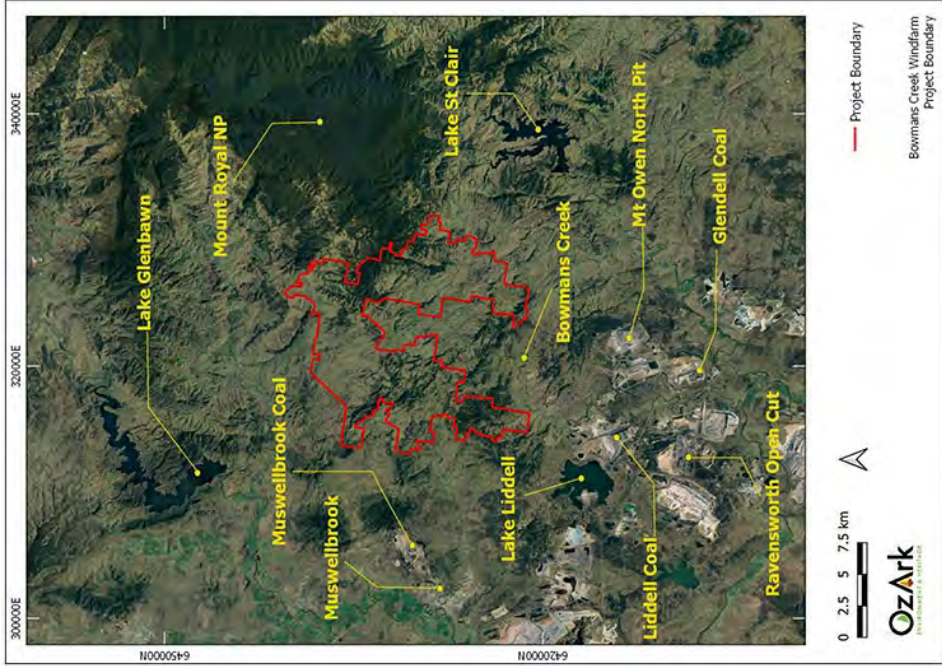 300000E 320000E 340000E
6450000N
6420000N
Lake Glenbawn
Mount Royal NP
Muswellbrook Coal
Muswellbrook
Lake St Clair
Lake Liddell
Bowmans Creek
Mt Owen North Pit
Liddell Coal
Glendell Coal
Ravensworth Open Cut
0 2.5 5 7.5 km
Project Boundary
OzArk
ENVIRONMENT & HERITAGE
Bowmans Creek Windfarm
Project Boundary